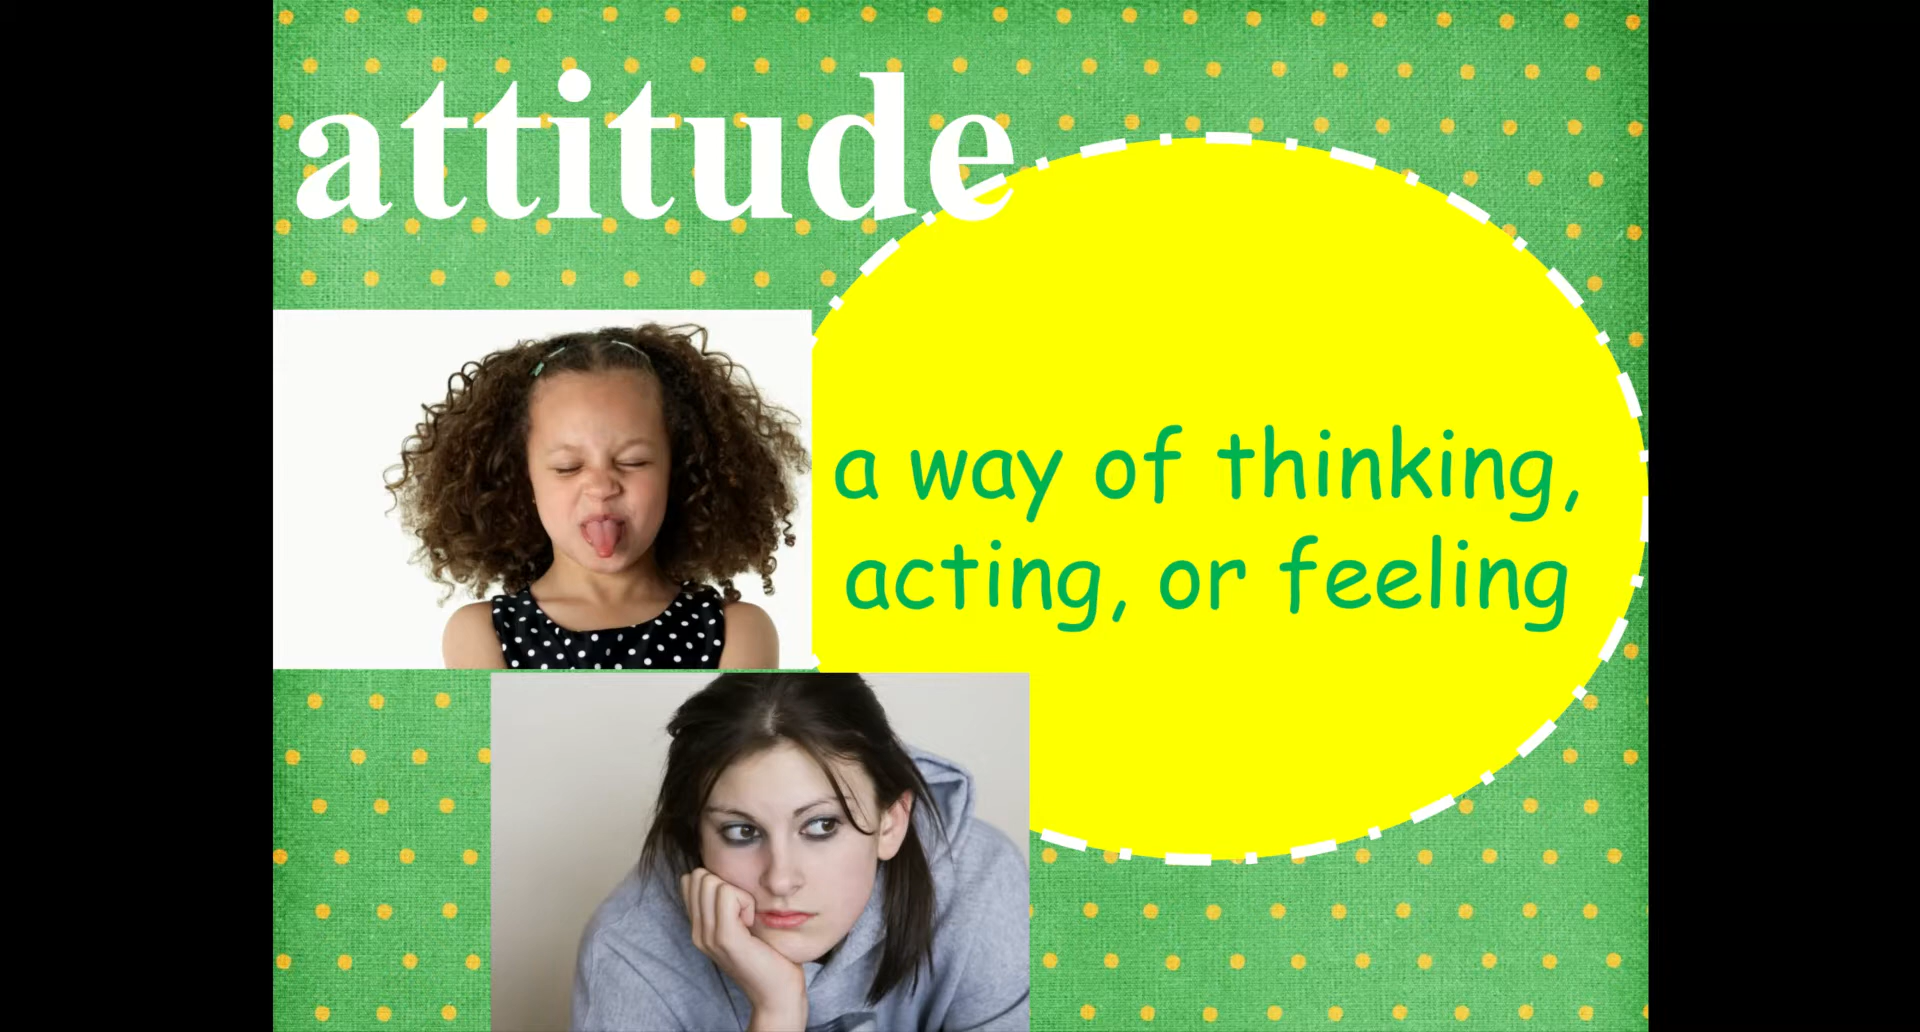 attitude
a way of thinking,
acting, or feeling